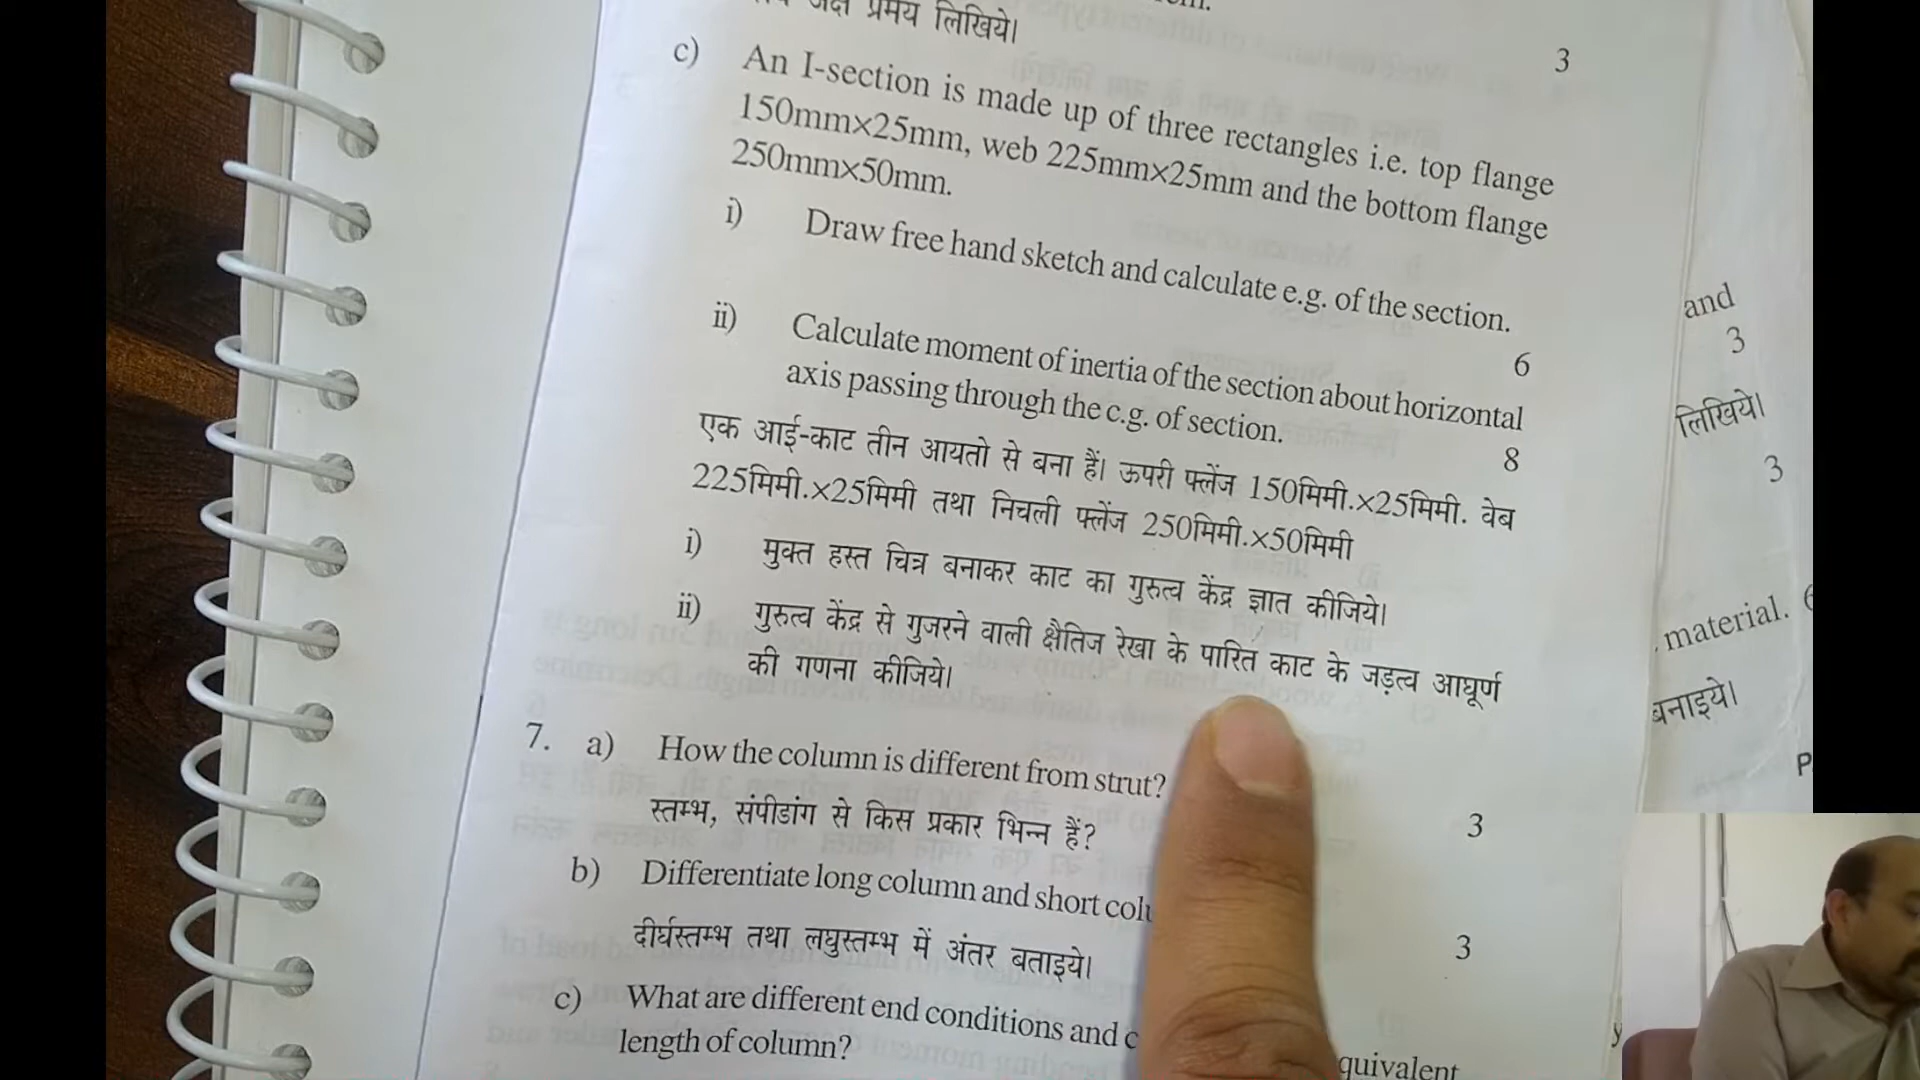 प्रमेय लिखिये।
3
c) An I-section is made up of three rectangles i.e. top flange
150mm×25mm, web 225mm×25mm and the bottom flange
250mm×50mm.
i) Draw free hand sketch and calculate e.g. of the section.
6
ii) Calculate moment of inertia of the section about horizontal
axis passing through the c.g. of section.
8
एक आई-काट तीन आयतो से बना हैं। ऊपरी फ्लेंज 150मिमी.×25मिमी. वेब
225मिमी.×25मिमी तथा निचली फ्लेंज 250मिमी.×50मिमी
i) मुक्त हस्त चित्र बनाकर काट का गुरुत्व केंद्र ज्ञात कीजिये।
ii) गुरुत्व केंद्र से गुजरने वाली क्षैतिज रेखा के पारित काट के जड़त्व आघूर्ण
की गणना कीजिये।
7. a) How the column is different from strut?
3
स्तम्भ, संपीडांग से किस प्रकार भिन्न हैं?
b) Differentiate long column and short
3
दीर्घस्तम्भ तथा लघुस्तम्भ में अंतर बताइये।
c) What are different end conditions and
length of column?
and
3
लिखिये।
3
material.
बनाइये।